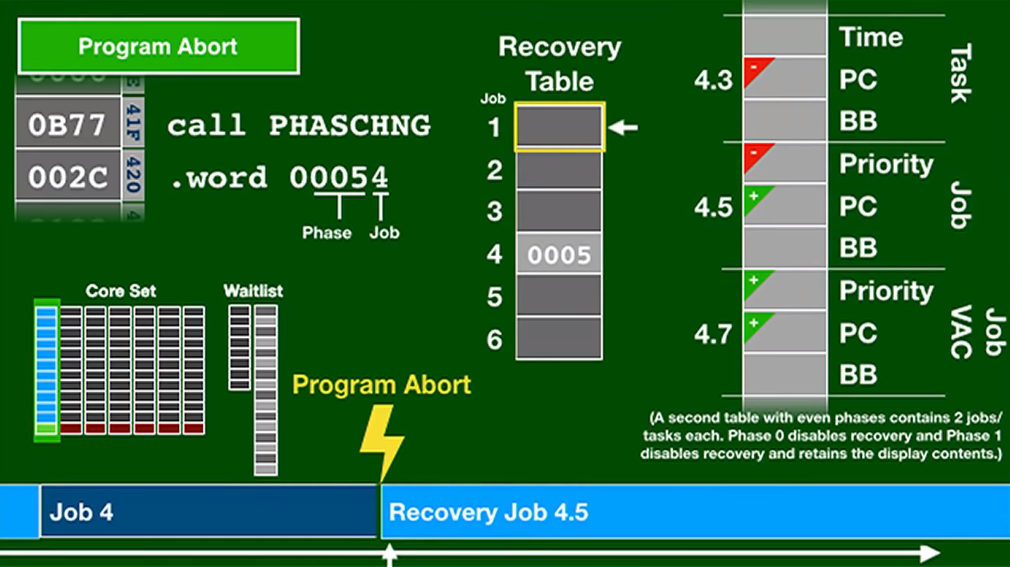 Program Abort
0B77 41F call PHASCHNG
002C 420 .word 00054
Phase Job
Recovery
Table
Job
1
2
3
4 0005
5
6
Time
4.3 - PC
BB
Task
- Priority
4.5 + PC
BB
Job
+ Priority
4.7 + PC
BB
Job
VAC
(A second table with even phases contains 2 jobs/
tasks each. Phase 0 disables recovery and Phase 1
disables recovery and retains the display contents.)
Core Set
Waitlist
Program Abort
Job 4
Recovery Job 4.5